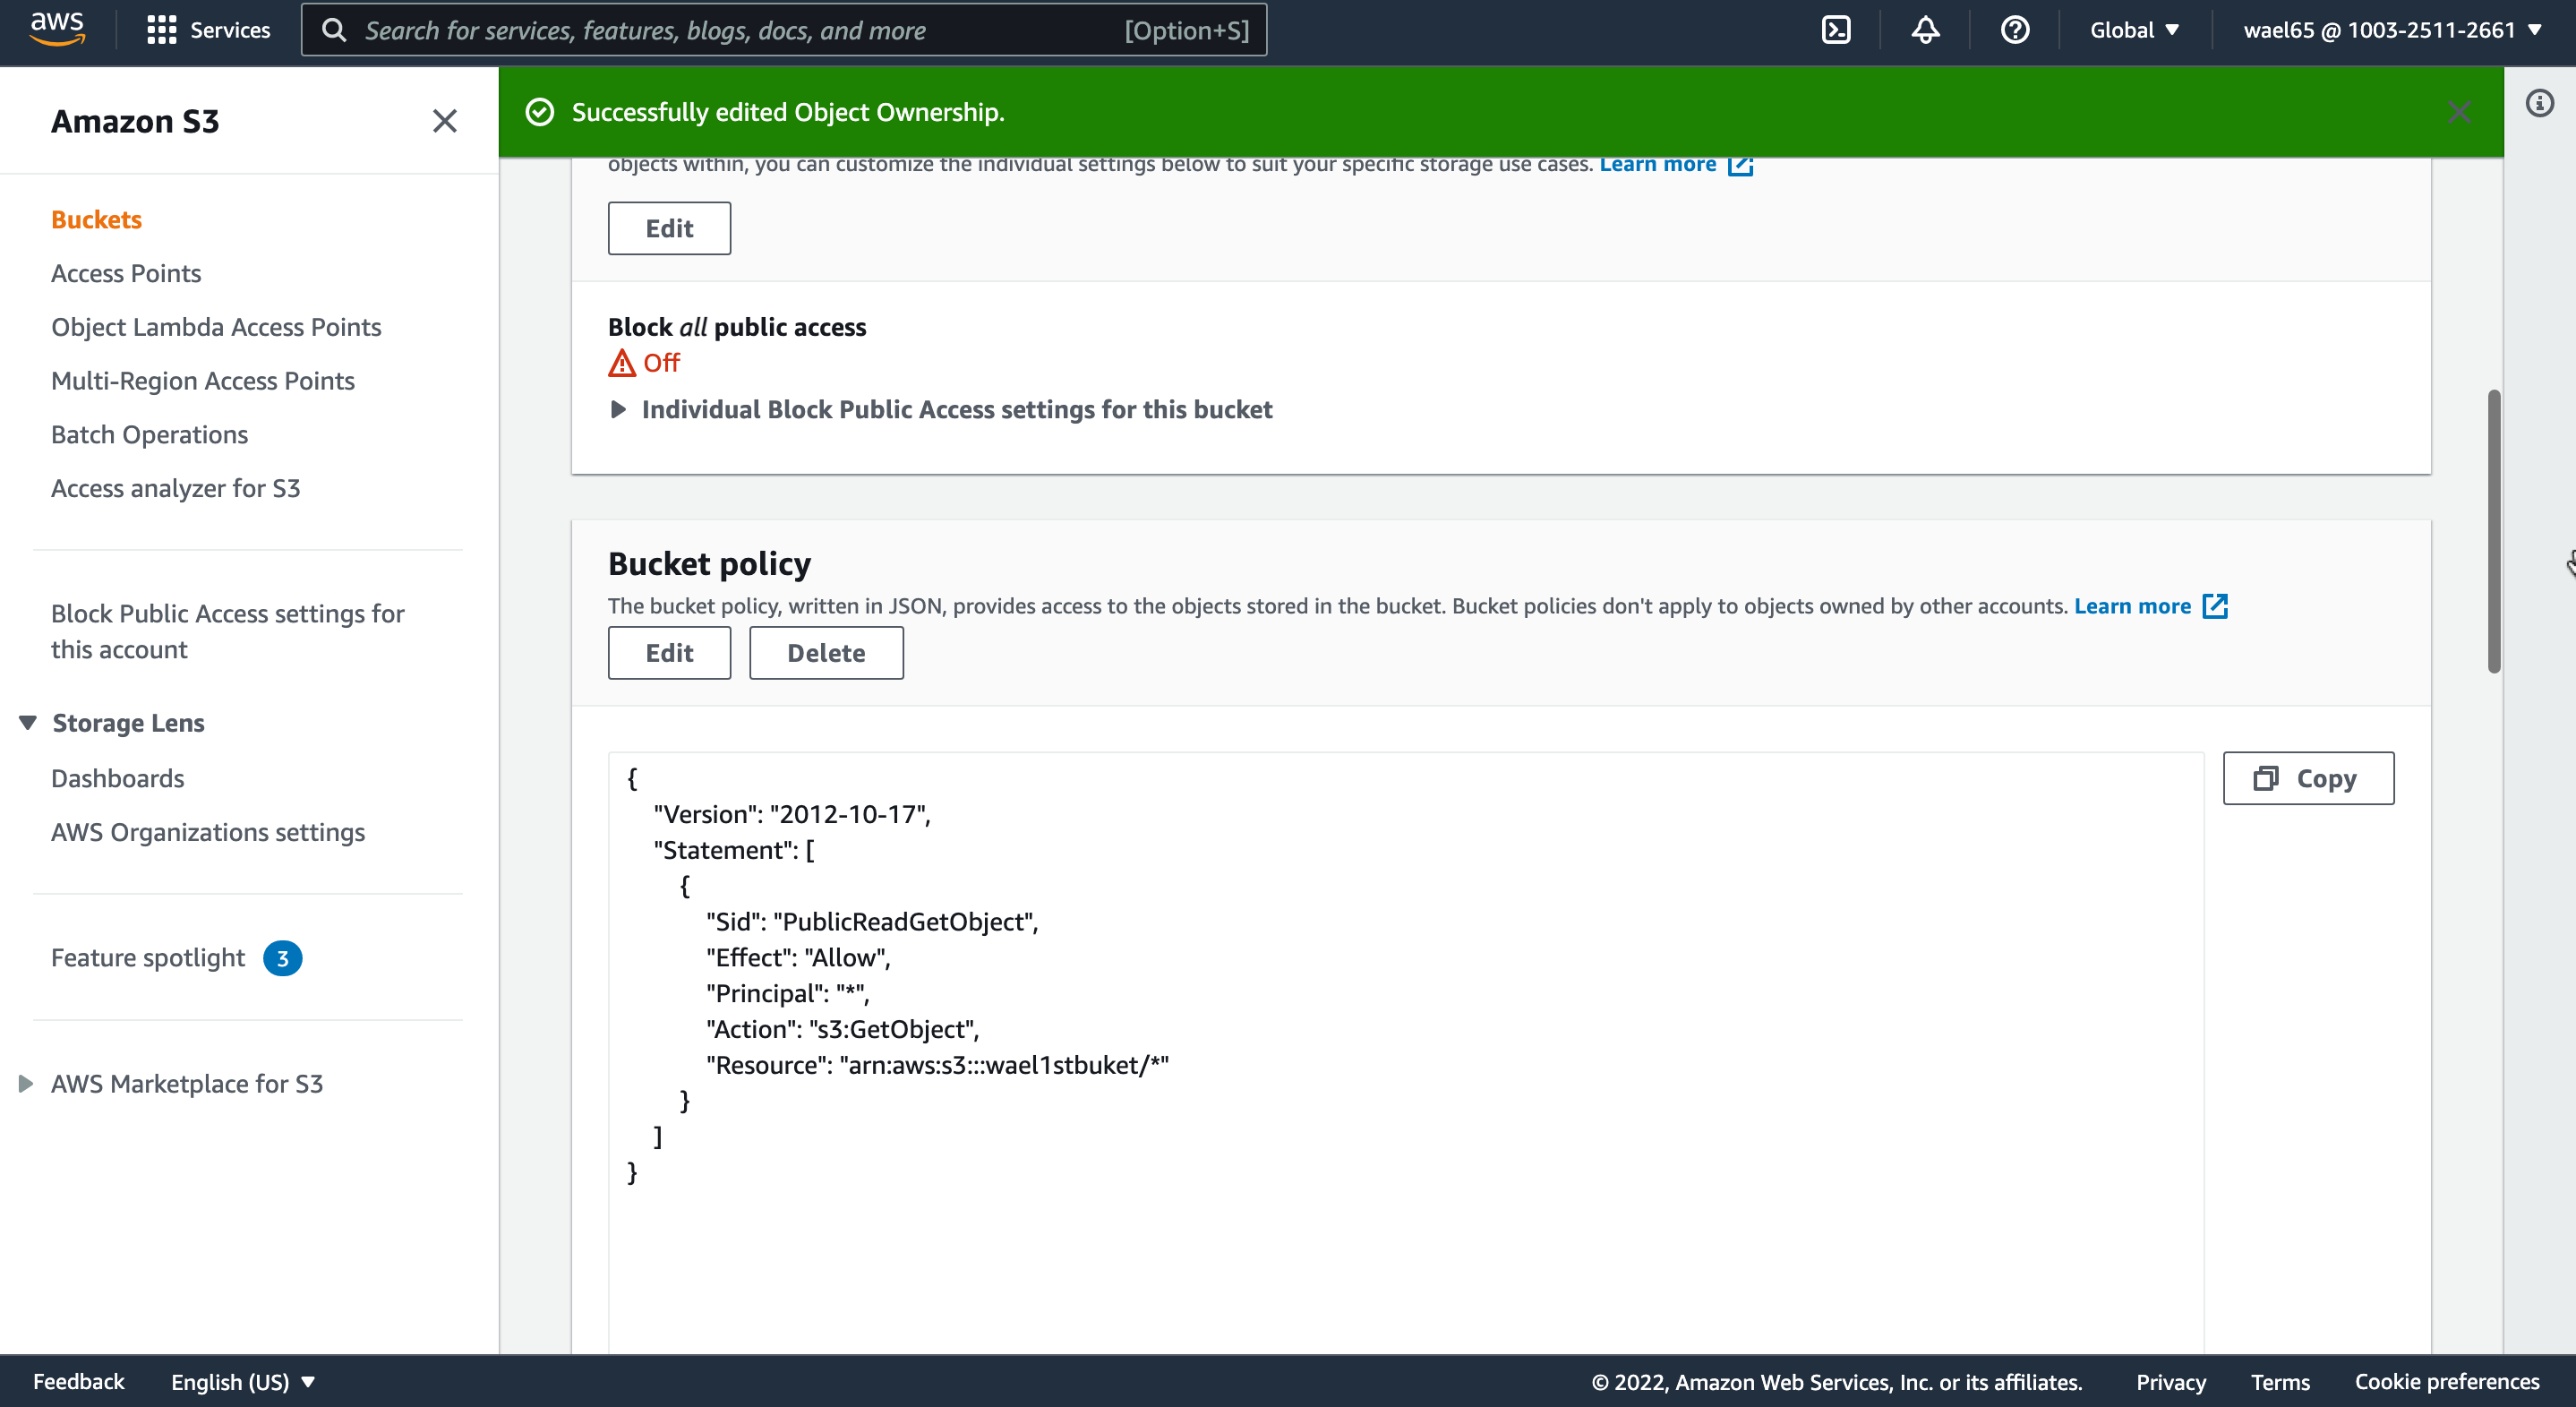 aws
Services
Search for services, features, blogs, docs, and more
[Option+S]
Global
wael65 @ 1003-2511-2661
Amazon S3
Buckets
Access Points
Object Lambda Access Points
Multi-Region Access Points
Batch Operations
Access analyzer for S3
Block Public Access settings for
this account
Storage Lens
Dashboards
AWS Organizations settings
Feature spotlight 3
AWS Marketplace for S3
Successfully edited Object Ownership.
objects within, you can customize the individual settings below to suit your specific storage use cases. Learn more
Edit
Block all public access
Off
Individual Block Public Access settings for this bucket
Bucket policy
The bucket policy, written in JSON, provides access to the objects stored in the bucket. Bucket policies don't apply to objects owned by other accounts. Learn more
Edit
Delete
Copy
{
"Version": "2012-10-17",
"Statement": [
{
"Sid": "PublicReadGetObject",
"Effect": "Allow",
"Principal": "*",
"Action": "s3:GetObject",
"Resource": "arn:aws:s3:::wael1stbuket/*"
}
]
}
Feedback
English (US)
© 2022, Amazon Web Services, Inc. or its affiliates.
Privacy
Terms
Cookie preferences